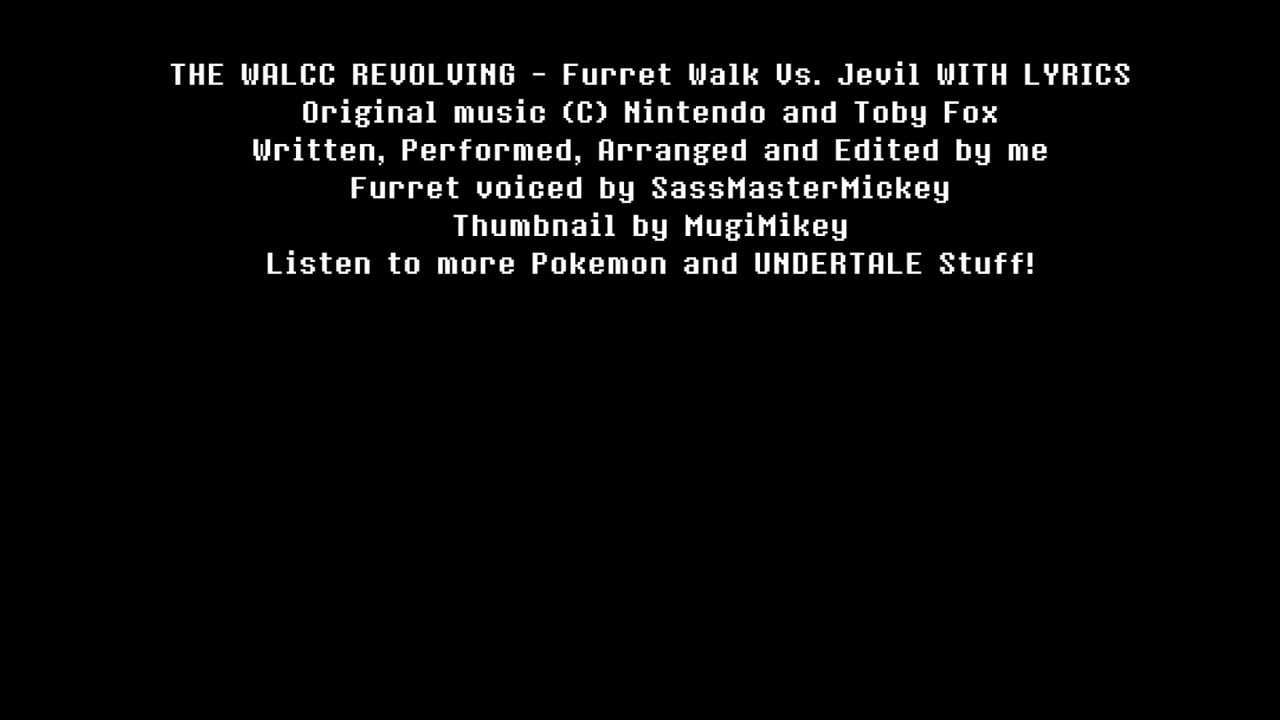 THE WALCC REVOLVING - Furret Walk Vs. Jevil WITH LYRICS
Original music (C) Nintendo and Toby Fox
Written, Performed, Arranged and Edited by me
Furret voiced by SassMasterMickey
Thumbnail by MugiMikey
Listen to more Pokemon and UNDERTALE Stuff!